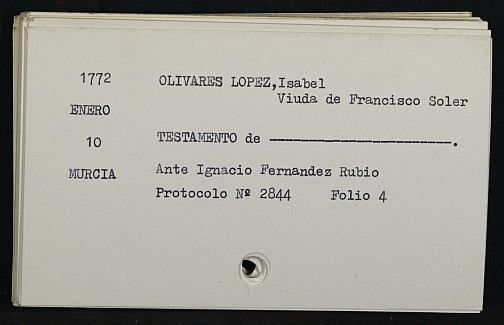 1772 OLIVARES LOPEZ,Isabel
Viuda de Francisco Soler
ENERO
10 TESTAMENTO de ------------------------.
MURCIA Ante Ignacio Fernandez Rubio
Protocolo Nº 2844 Folio 4